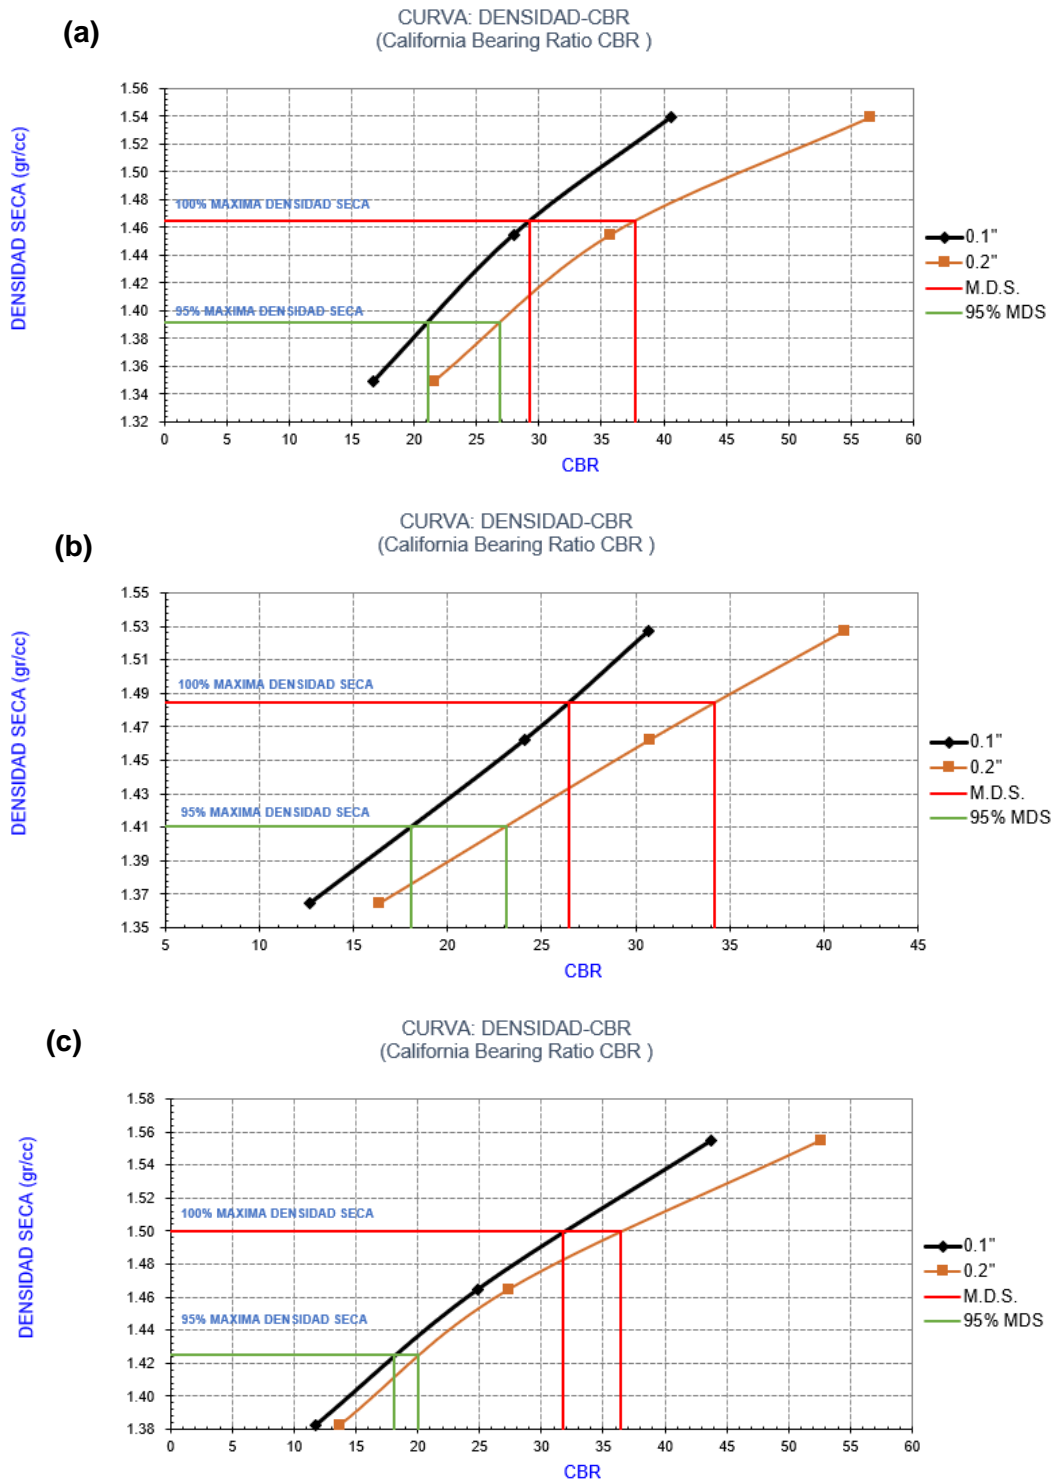 (a)
CURVA: DENSIDAD-CBR
(California Bearing Ratio CBR )
DENSIDAD SECA (gr/cc)
1.56
1.54
1.52
1.50
1.48
1.46
1.44
1.42
1.40
1.38
1.36
1.34
1.32
100% MAXIMA DENSIDAD SECA
95% MAXIMA DENSIDAD SECA
0 5 10 15 20 25 30 35 40 45 50 55 60
CBR
0.1"
0.2"
M.D.S.
95% MDS
(b)
CURVA: DENSIDAD-CBR
(California Bearing Ratio CBR )
DENSIDAD SECA (gr/cc)
1.55
1.53
1.51
1.49
1.47
1.45
1.43
1.41
1.39
1.37
1.35
100% MAXIMA DENSIDAD SECA
95% MAXIMA DENSIDAD SECA
5 10 15 20 25 30 35 40 45
CBR
0.1"
0.2"
M.D.S.
95% MDS
(c)
CURVA: DENSIDAD-CBR
(California Bearing Ratio CBR )
DENSIDAD SECA (gr/cc)
1.58
1.56
1.54
1.52
1.50
1.48
1.46
1.44
1.42
1.40
1.38
100% MAXIMA DENSIDAD SECA
95% MAXIMA DENSIDAD SECA
0 5 10 15 20 25 30 35 40 45 50 55 60
CBR
0.1"
0.2"
M.D.S.
95% MDS